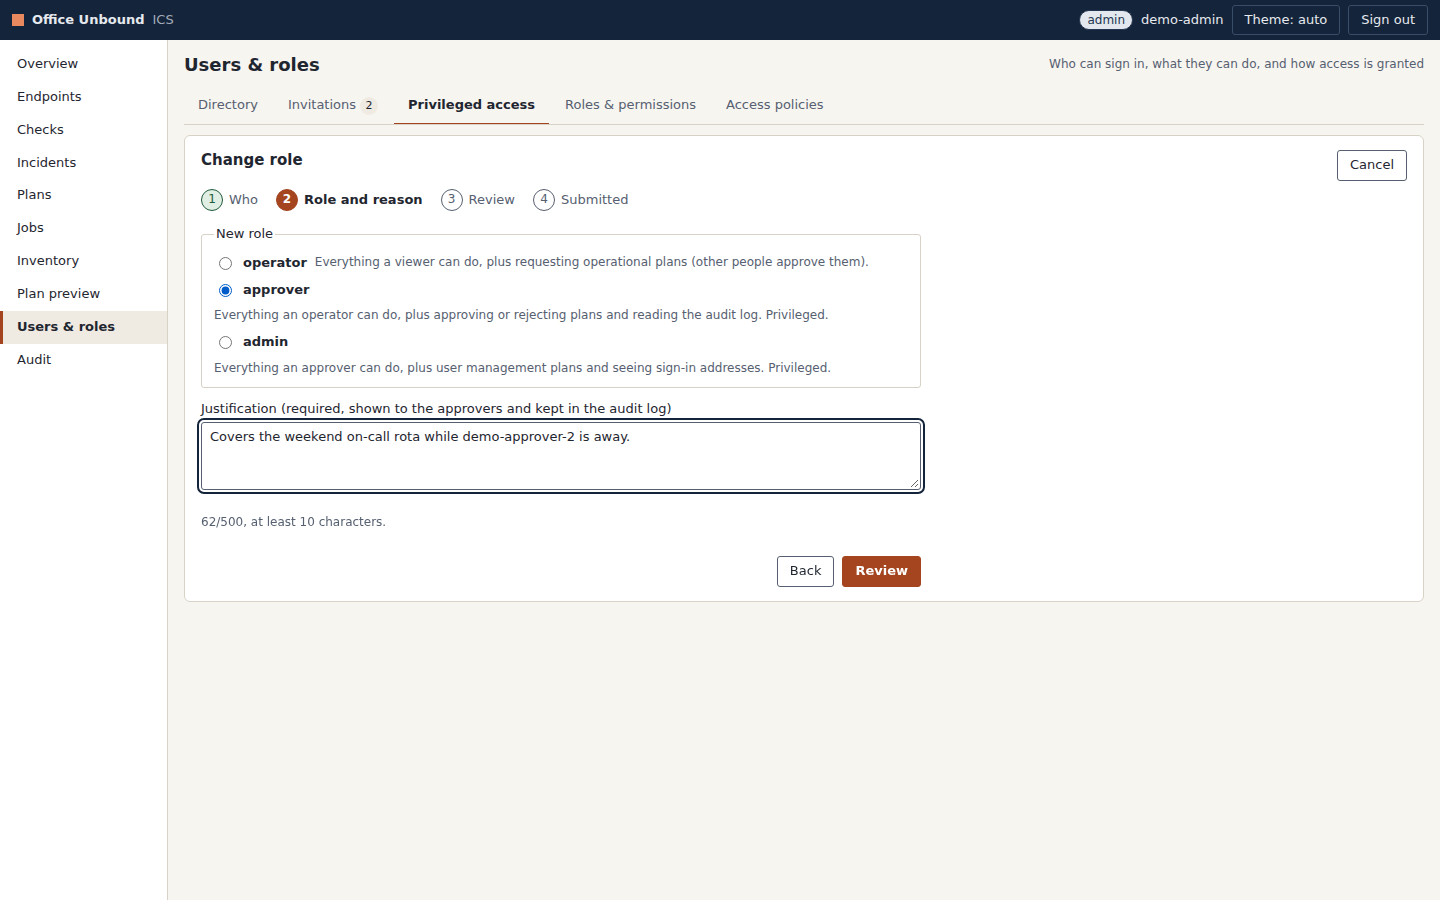 Office Unbound ICS
admin demo-admin Theme: auto Sign out
Overview
Endpoints
Checks
Incidents
Plans
Jobs
Inventory
Plan preview
Users & roles
Audit
Users & roles
Who can sign in, what they can do, and how access is granted
Directory Invitations 2 Privileged access Roles & permissions Access policies
Change role
Cancel
1 Who 2 Role and reason 3 Review 4 Submitted
New role
operator Everything a viewer can do, plus requesting operational plans (other people approve them).
approver
Everything an operator can do, plus approving or rejecting plans and reading the audit log. Privileged.
admin
Everything an approver can do, plus user management plans and seeing sign-in addresses. Privileged.
Justification (required, shown to the approvers and kept in the audit log)
Covers the weekend on-call rota while demo-approver-2 is away.
62/500, at least 10 characters.
Back Review